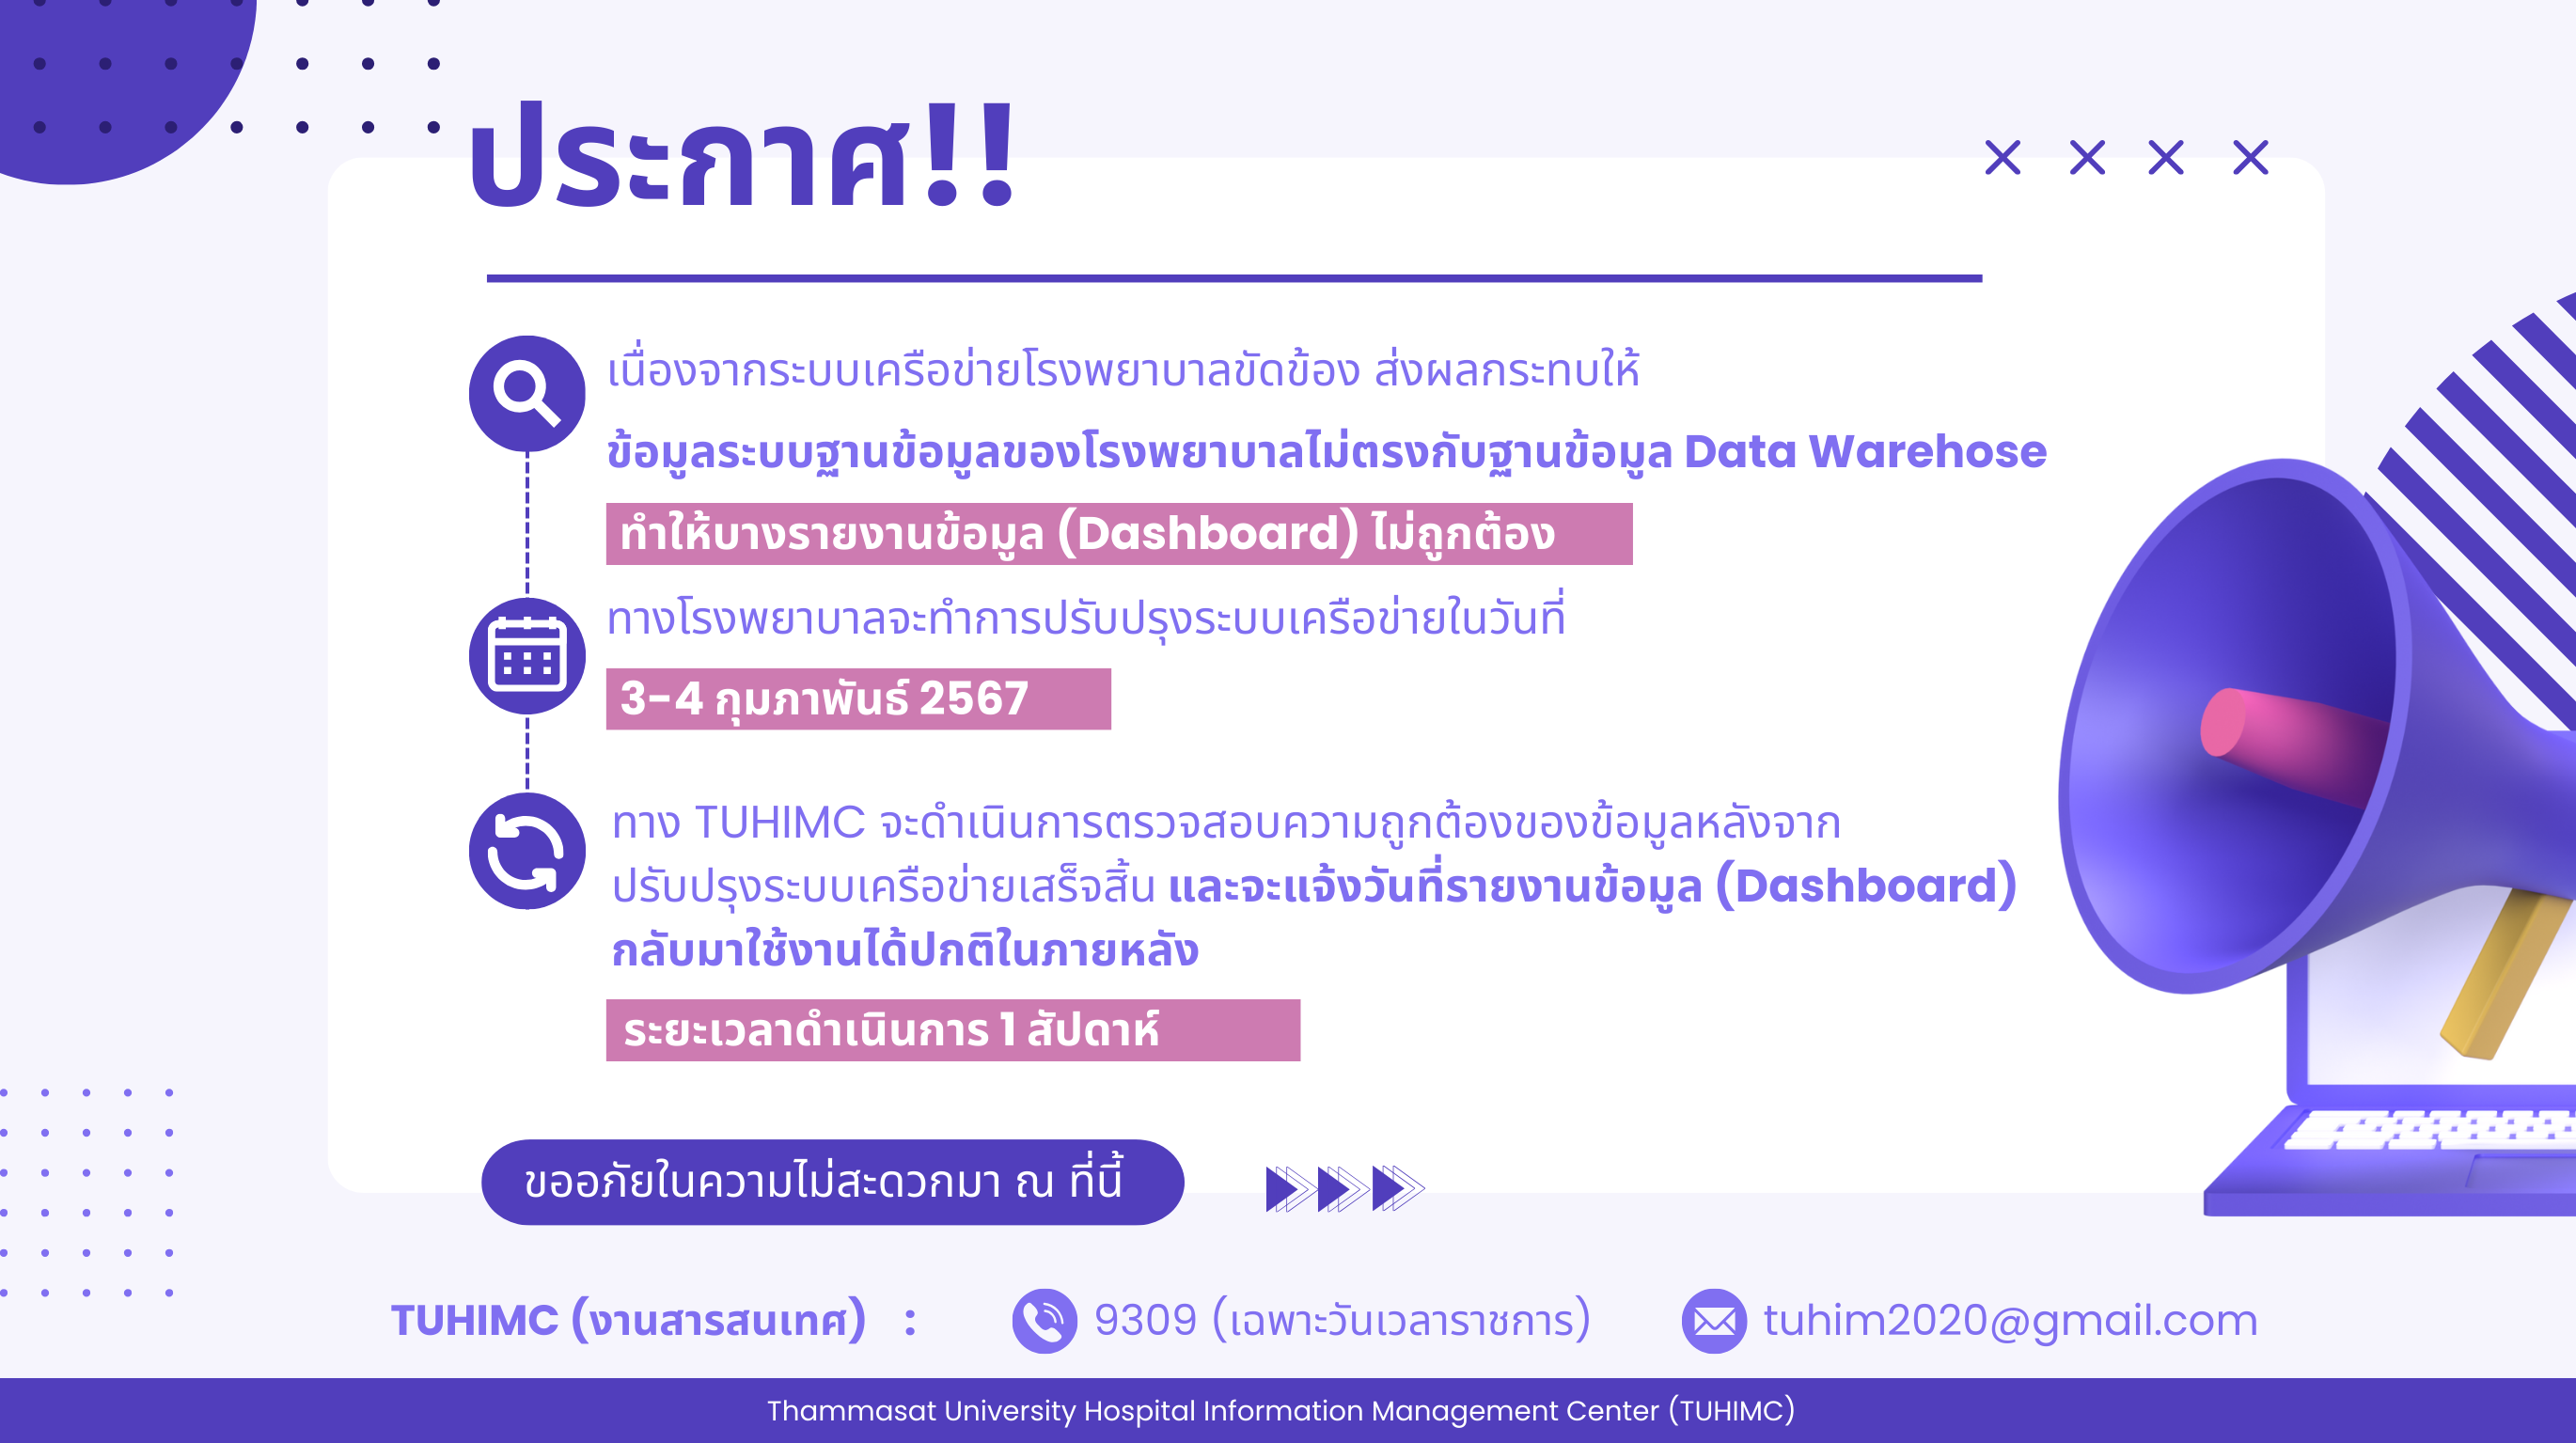 ประกาศ!!
เนื่องจากระบบเครือข่ายโรงพยาบาลขัดข้อง ส่งผลกระทบให้
ข้อมูลระบบฐานข้อมูลของโรงพยาบาลไม่ตรงกับฐานข้อมูล Data Warehose
ทำให้บางรายงานข้อมูล (Dashboard) ไม่ถูกต้อง
ทางโรงพยาบาลจะทำการปรับปรุงระบบเครือข่ายในวันที่
3-4 กุมภาพันธ์ 2567
ทาง TUHIMC จะดำเนินการตรวจสอบความถูกต้องของข้อมูลหลังจาก
ปรับปรุงระบบเครือข่ายเสร็จสิ้น และจะแจ้งวันที่รายงานข้อมูล (Dashboard)
กลับมาใช้งานได้ปกติในภายหลัง
ระยะเวลาดำเนินการ 1 สัปดาห์
ขออภัยในความไม่สะดวกมา ณ ที่นี้
TUHIMC (งานสารสนเทศ) : 9309 (เฉพาะวันเวลาราชการ) tuhim2020@gmail.com
Thammasat University Hospital Information Management Center (TUHIMC)